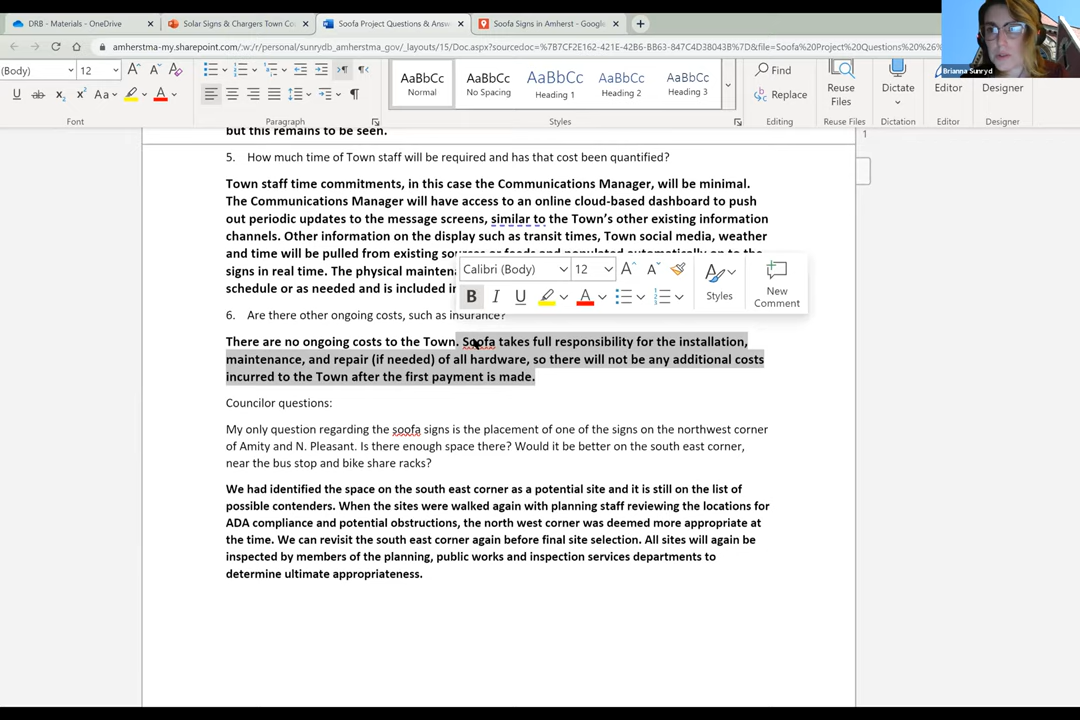 DRB - Materials - OneDrive
Solar Signs & Chargers Town Co
Soofa Project Questions & Answ
Soofa Signs in Amherst - Google
amherstma-my.sharepoint.com/:w:/r/personal/sunrydb_amherstma_gov/_layouts/15/Doc.aspx?sourcedoc=%7B7CF2E162-421E-42B6-BB63-847C4D38043B%7D&file=Soofa%20Project%20Questions%20%26%
Brianna Sunryd
(Body) 12 A A A
AaBbCc AaBbCc AaBbCc AaBbCc AaBbCc
Normal No Spacing Heading 1 Heading 2 Heading 3
Find
Replace
Reuse Files
Dictate
Editor
Designer
U ab x2 x2 Aa A
Font Paragraph Styles Editing Reuse Files Dictation Editor Designer
1
but this remains to be seen.
5. How much time of Town staff will be required and has that cost been quantified?
Town staff time commitments, in this case the Communications Manager, will be minimal.
The Communications Manager will have access to an online cloud-based dashboard to push
out periodic updates to the message screens, similar to the Town's other existing information
channels. Other information on the display such as transit times, Town social media, weather
and time will be pulled from existing
signs in real time. The physical
schedule or as needed and is included
Calibri (Body) 12 A A
B I U A
Styles
New Comment
6. Are there other ongoing costs, such as insurance?
There are no ongoing costs to the Town. Soofa takes full responsibility for the installation,
maintenance, and repair (if needed) of all hardware, so there will not be any additional costs
incurred to the Town after the first payment is made.
Councilor questions:
My only question regarding the soofa signs is the placement of one of the signs on the northwest corner
of Amity and N. Pleasant. Is there enough space there? Would it be better on the south east corner,
near the bus stop and bike share racks?
We had identified the space on the south east corner as a potential site and it is still on the list of
possible contenders. When the sites were walked again with planning staff reviewing the locations for
ADA compliance and potential obstructions, the north west corner was deemed more appropriate at
the time. We can revisit the south east corner again before final site selection. All sites will again be
inspected by members of the planning, public works and inspection services departments to
determine ultimate appropriateness.